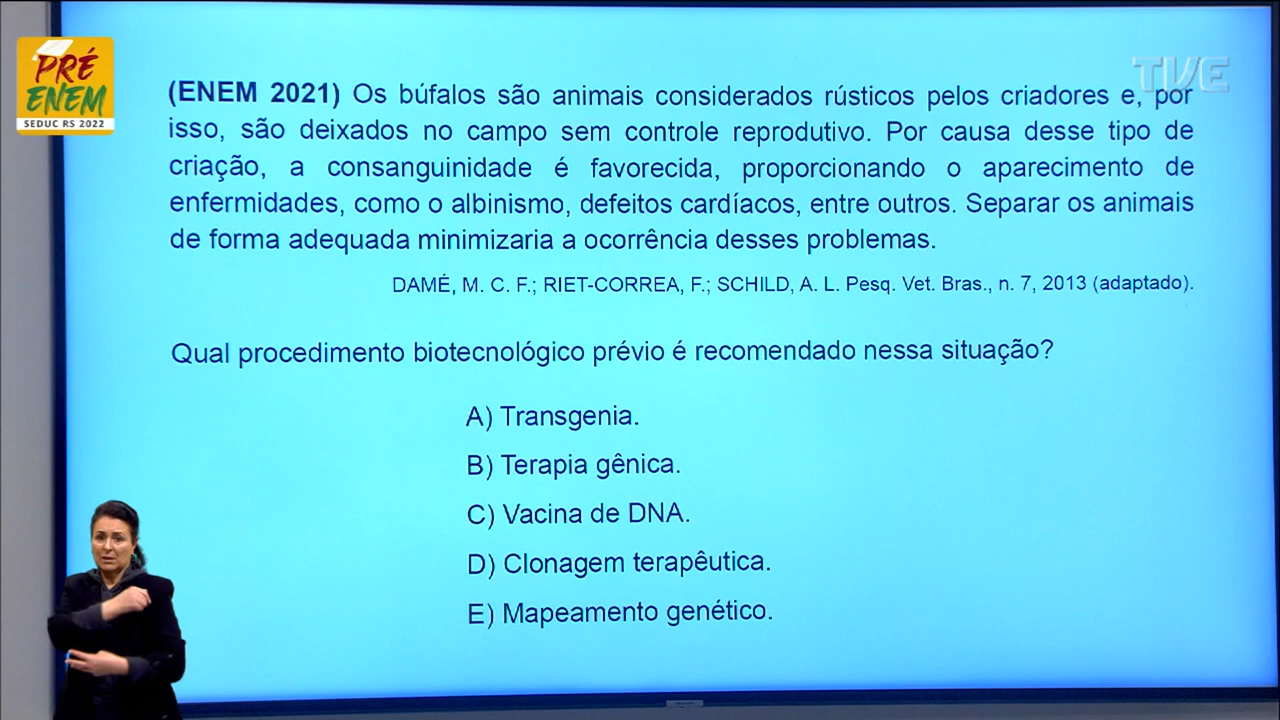 PRÉ
ENEM
SEDUC RS 2022
TVE
(ENEM 2021) Os búfalos são animais considerados rústicos pelos criadores e, por
isso, são deixados no campo sem controle reprodutivo. Por causa desse tipo de
criação, a consanguinidade é favorecida, proporcionando o aparecimento de
enfermidades, como o albinismo, defeitos cardíacos, entre outros. Separar os animais
de forma adequada minimizaria a ocorrência desses problemas.
DAMÉ, M. C. F.; RIET-CORREA, F.; SCHILD, A. L. Pesq. Vet. Bras., n. 7, 2013 (adaptado).
Qual procedimento biotecnológico prévio é recomendado nessa situação?
A) Transgenia.
B) Terapia gênica.
C) Vacina de DNA.
D) Clonagem terapêutica.
E) Mapeamento genético.